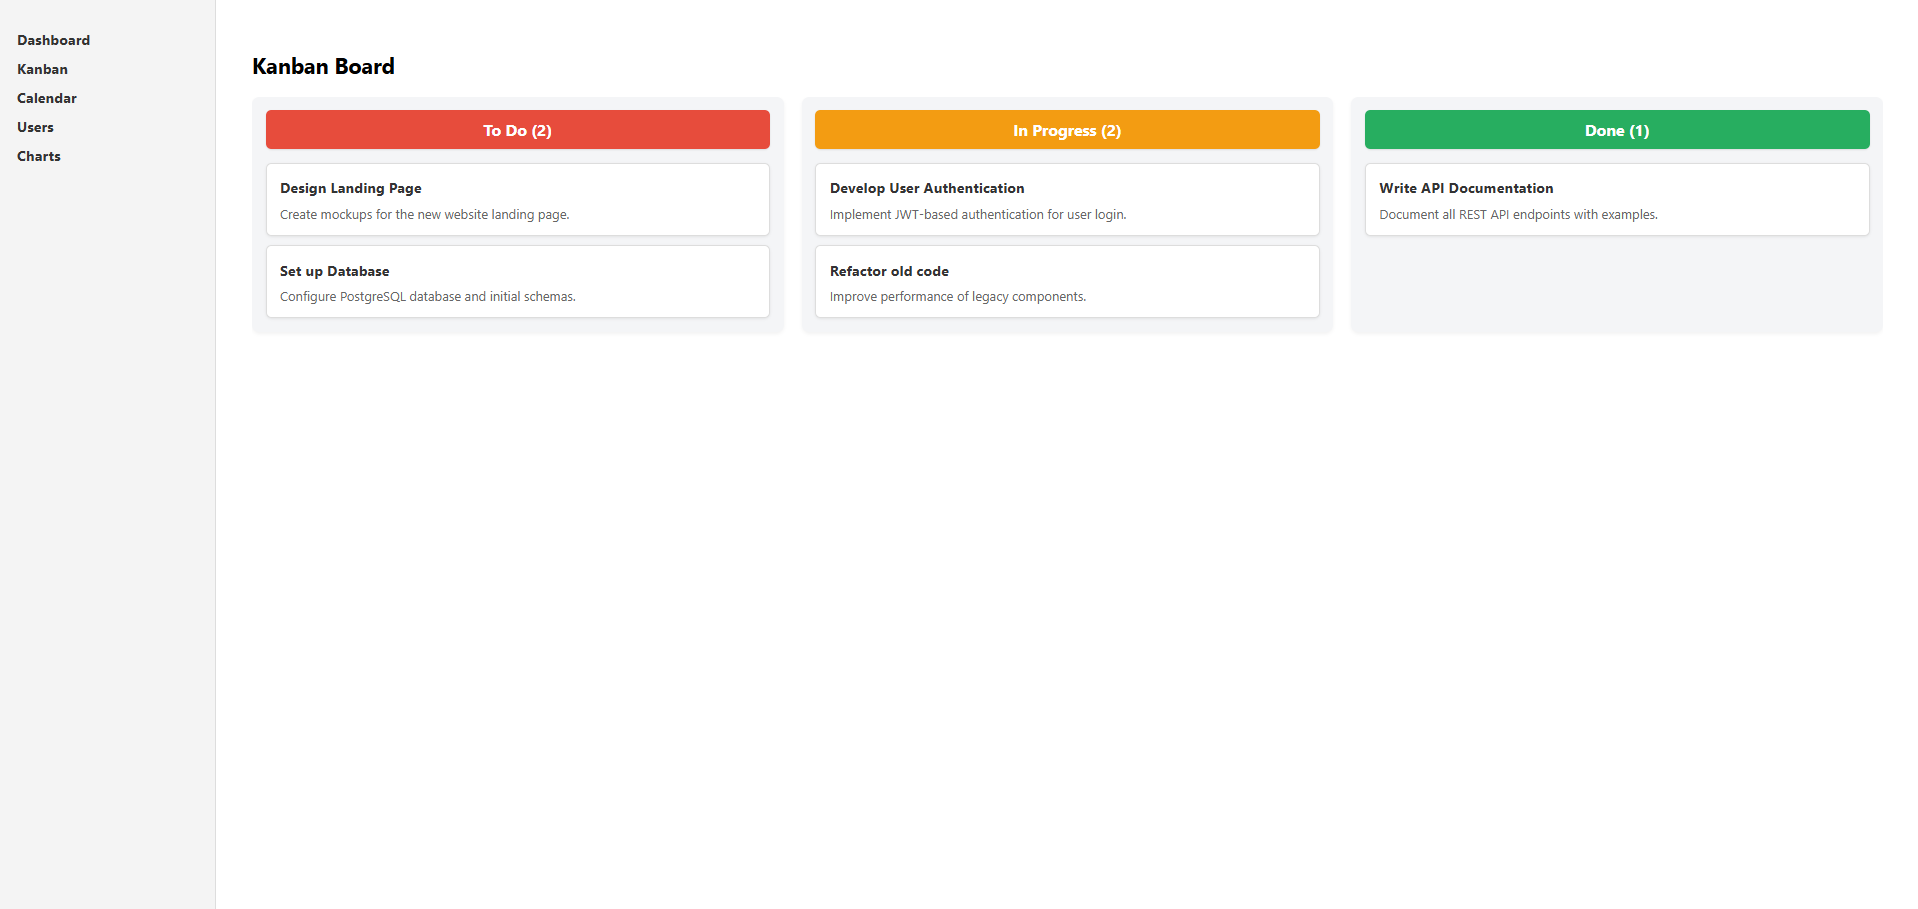 Dashboard
Kanban
Calendar
Users
Charts
Kanban Board
To Do (2)
Design Landing Page
Create mockups for the new website landing page.
Set up Database
Configure PostgreSQL database and initial schemas.
In Progress (2)
Develop User Authentication
Implement JWT-based authentication for user login.
Refactor old code
Improve performance of legacy components.
Done (1)
Write API Documentation
Document all REST API endpoints with examples.